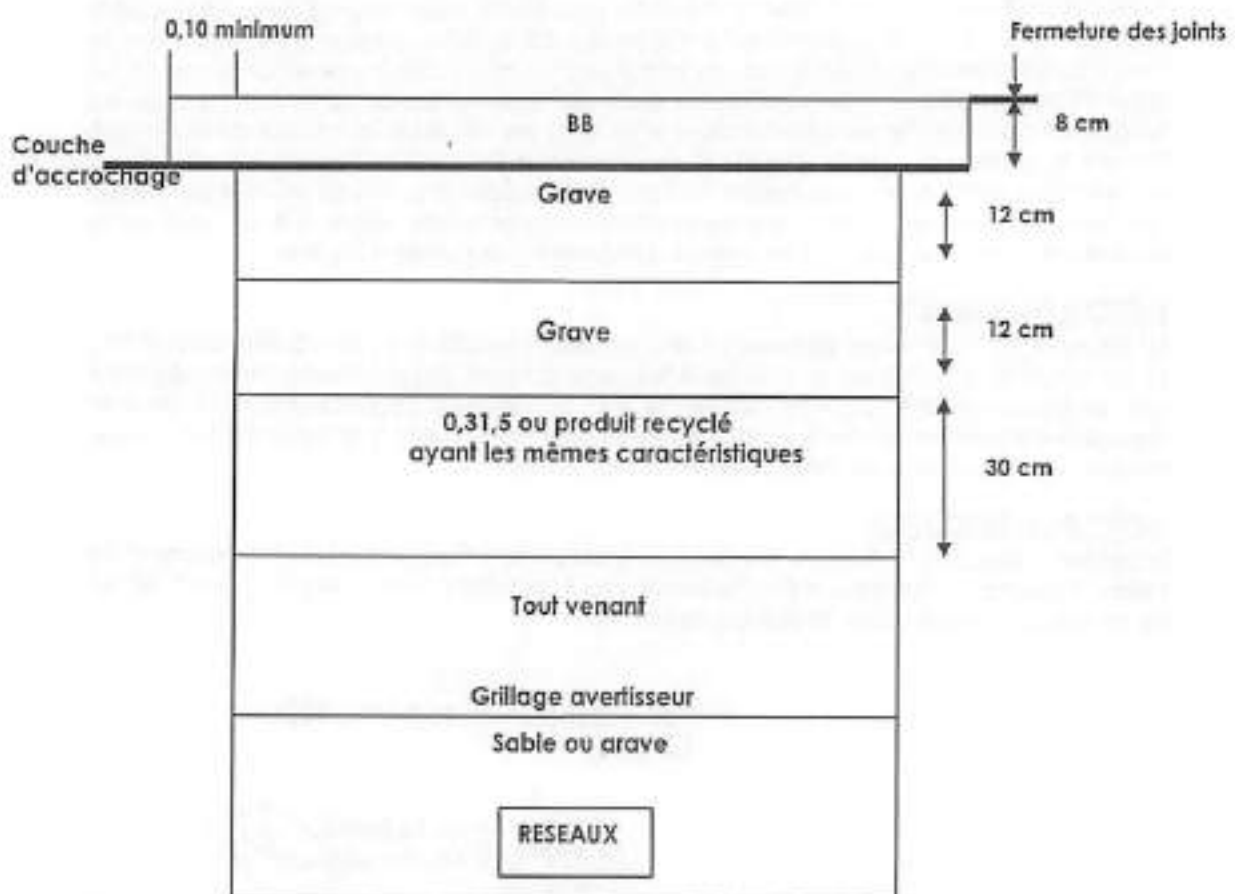 0,10 minimum
Fermeture des joints
BB
8 cm
Couche
d'accrochage
Grave
12 cm
Grave
12 cm
0,31,5 ou produit recyclé
ayant les mêmes caractéristiques
30 cm
Tout venant
Grillage avertisseur
Sable ou grave
RESEAUX